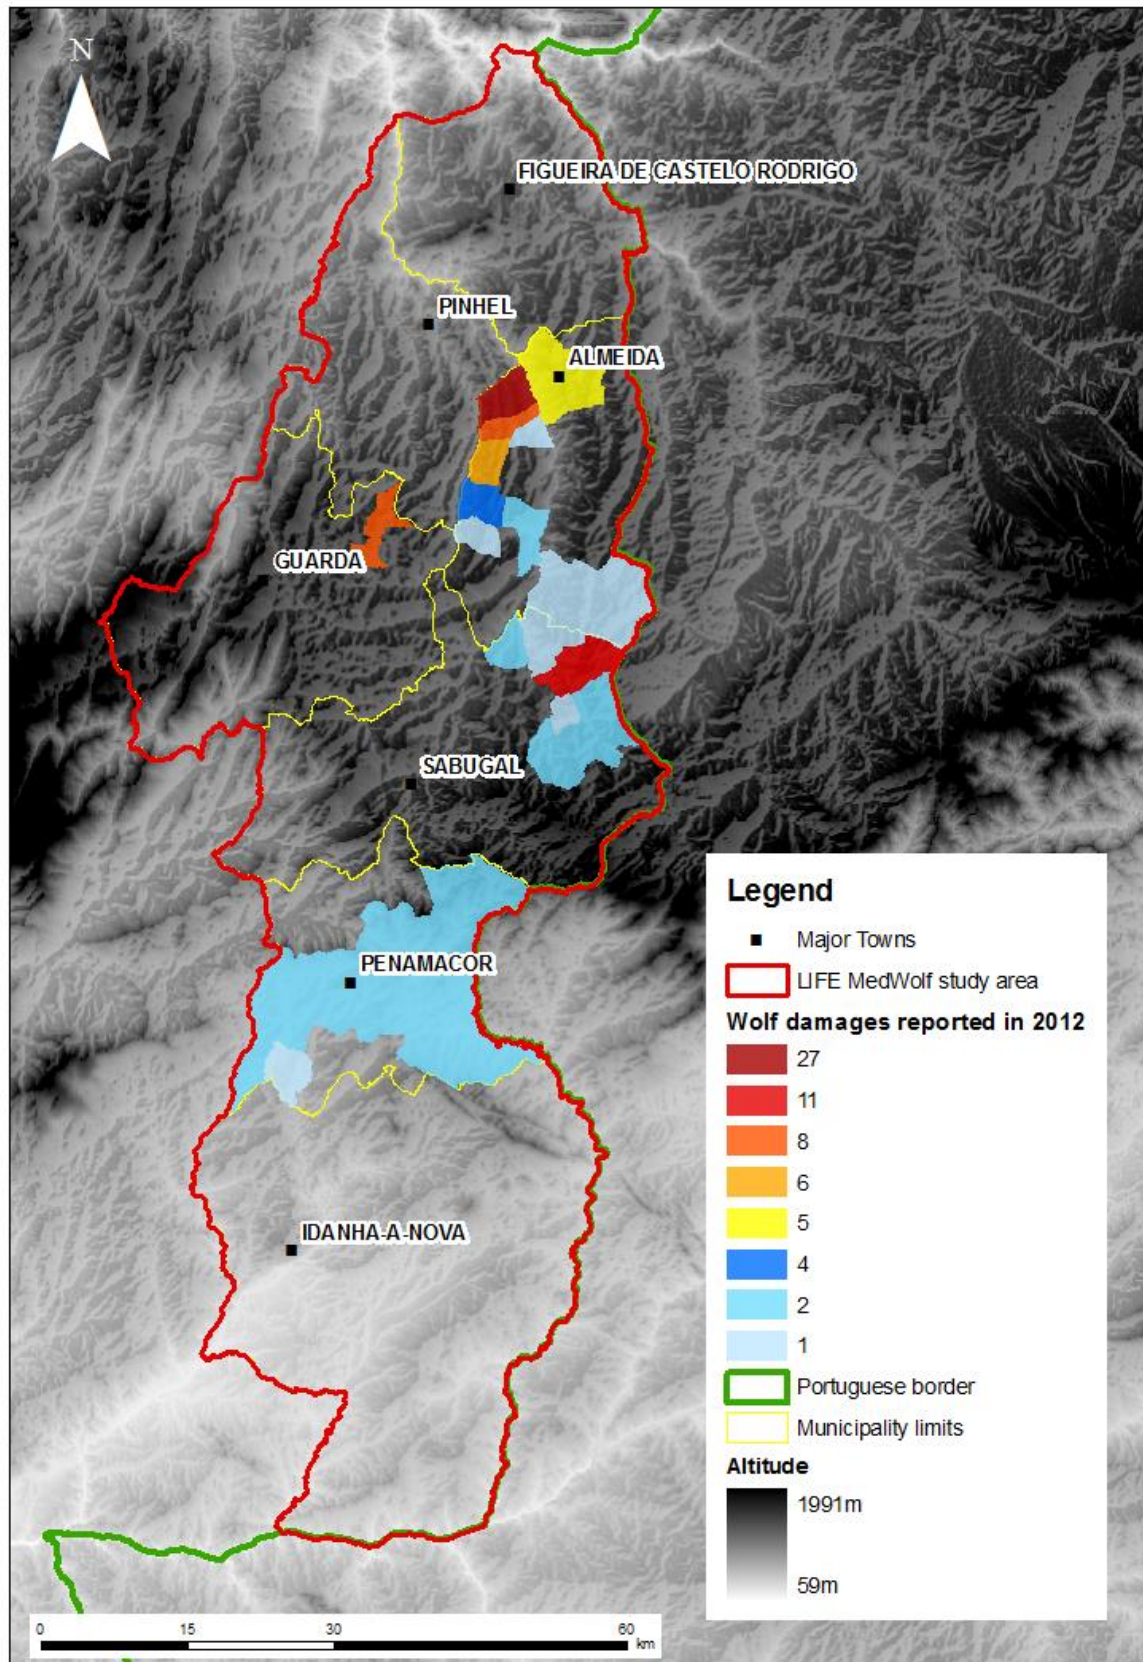 N
FIGUEIRA DE CASTELO RODRIGO
PINHEL
ALMEIDA
GUARDA
SABUGAL
PENAMACOR
IDANHA-A-NOVA
Legend
Major Towns
LIFE MedWolf study area
Wolf damages reported in 2012
27
11
8
6
5
4
2
1
Portuguese border
Municipality limits
Altitude
1991m
59m
0 15 30 60
km